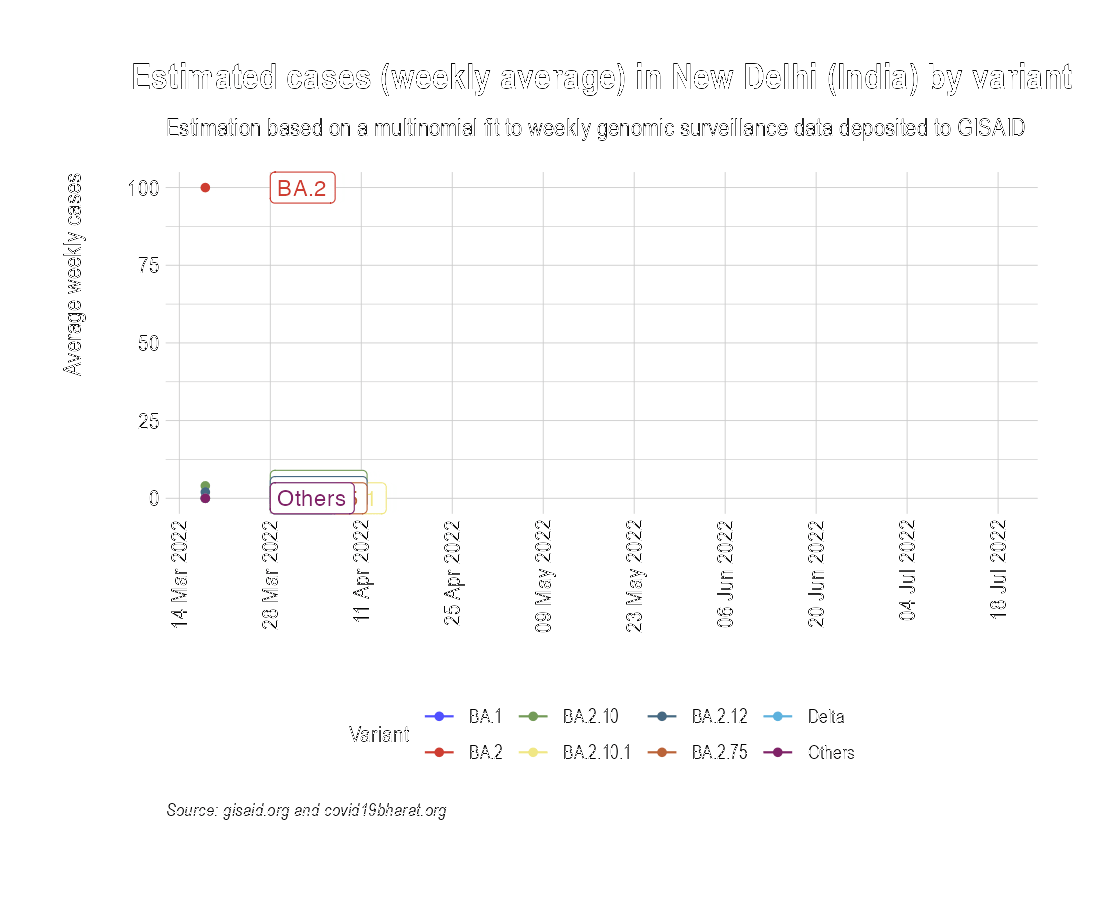 Estimated cases (weekly average) in New Delhi (India) by variant
Estimation based on a multinomial fit to weekly genomic surveillance data deposited to GISAID
Average weekly cases
100
75
50
25
0
BA.2
Others
1
14 Mar 2022
28 Mar 2022
11 Apr 2022
25 Apr 2022
09 May 2022
23 May 2022
06 Jun 2022
20 Jun 2022
04 Jul 2022
18 Jul 2022
Variant
BA.1
BA.2.10
BA.2.12
Delta
BA.2
BA.2.10.1
BA.2.75
Others
Source: gisaid.org and covid19bharat.org